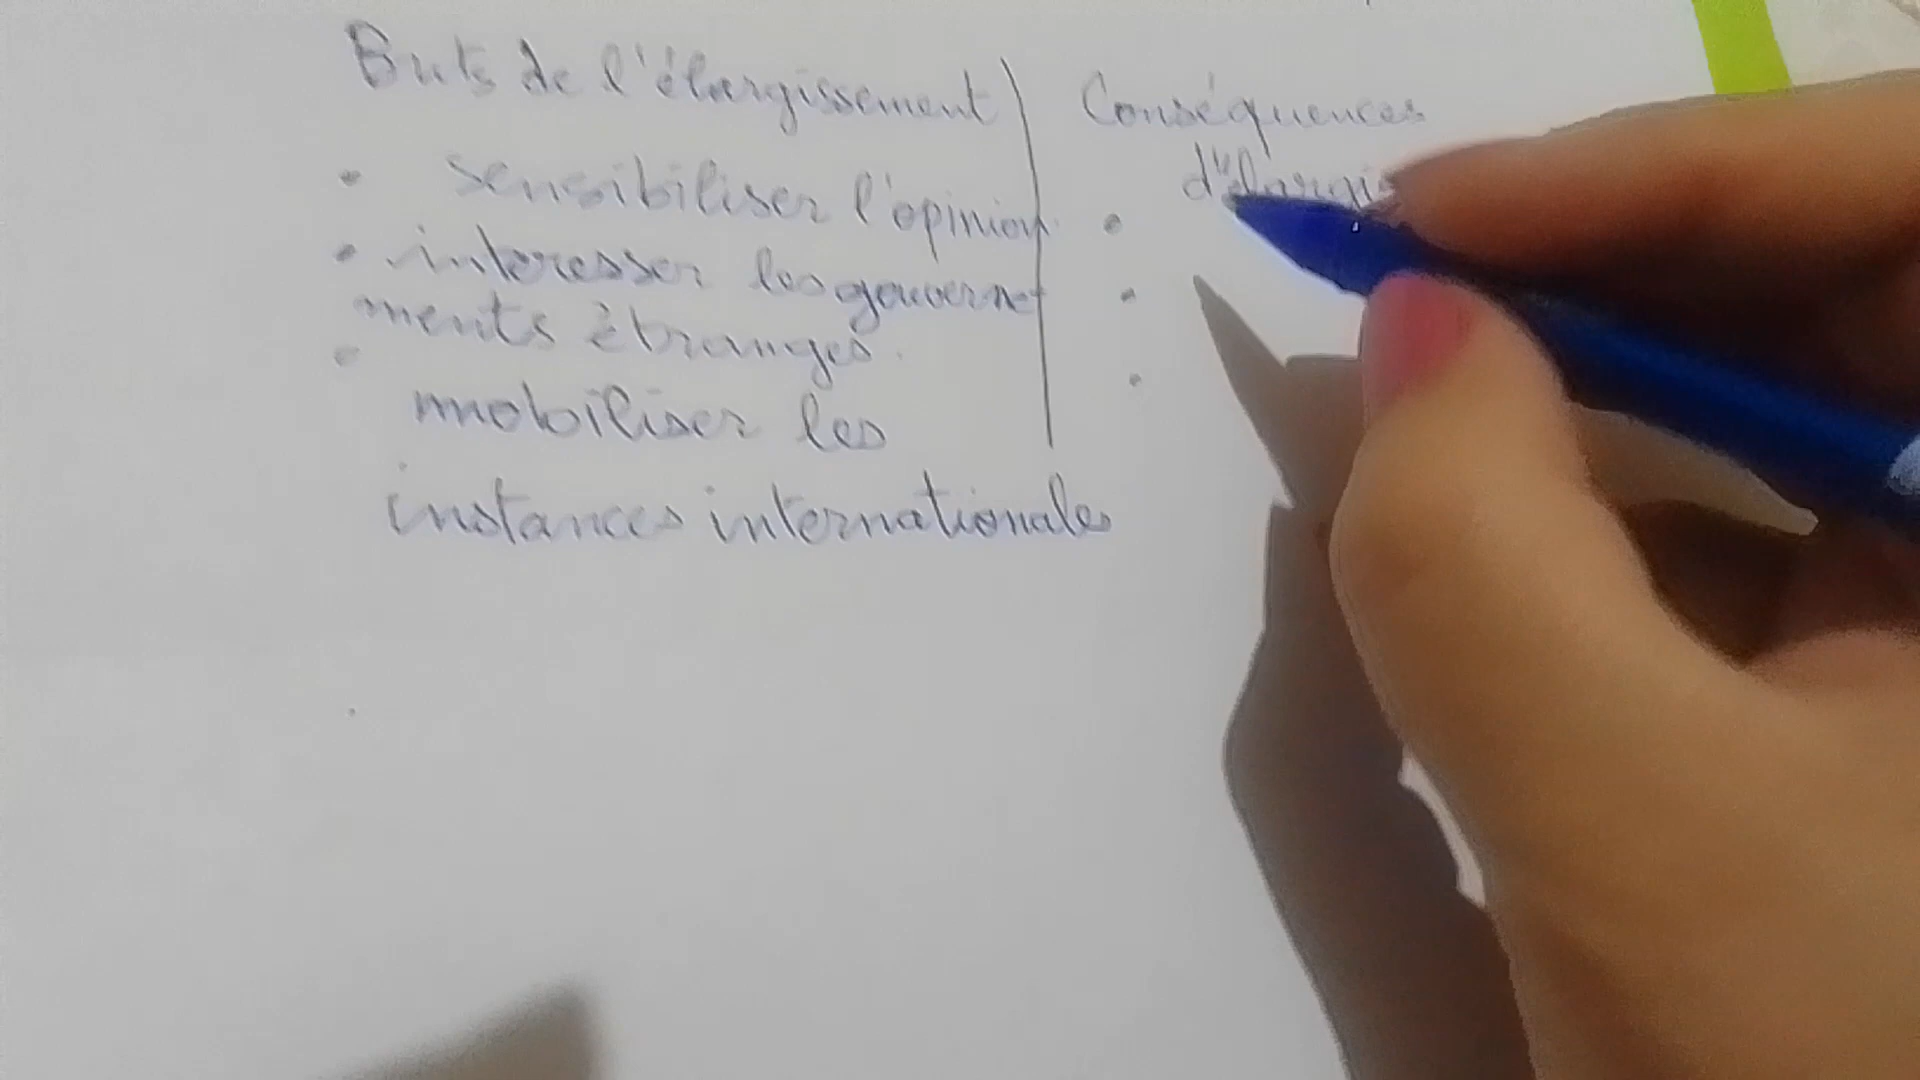 Buts de l'élargissement
• sensibiliser l'opinion
• interesser les gouverne
ments étranges.
• mobiliser les
instances internationales
Conséquences
•
•
•